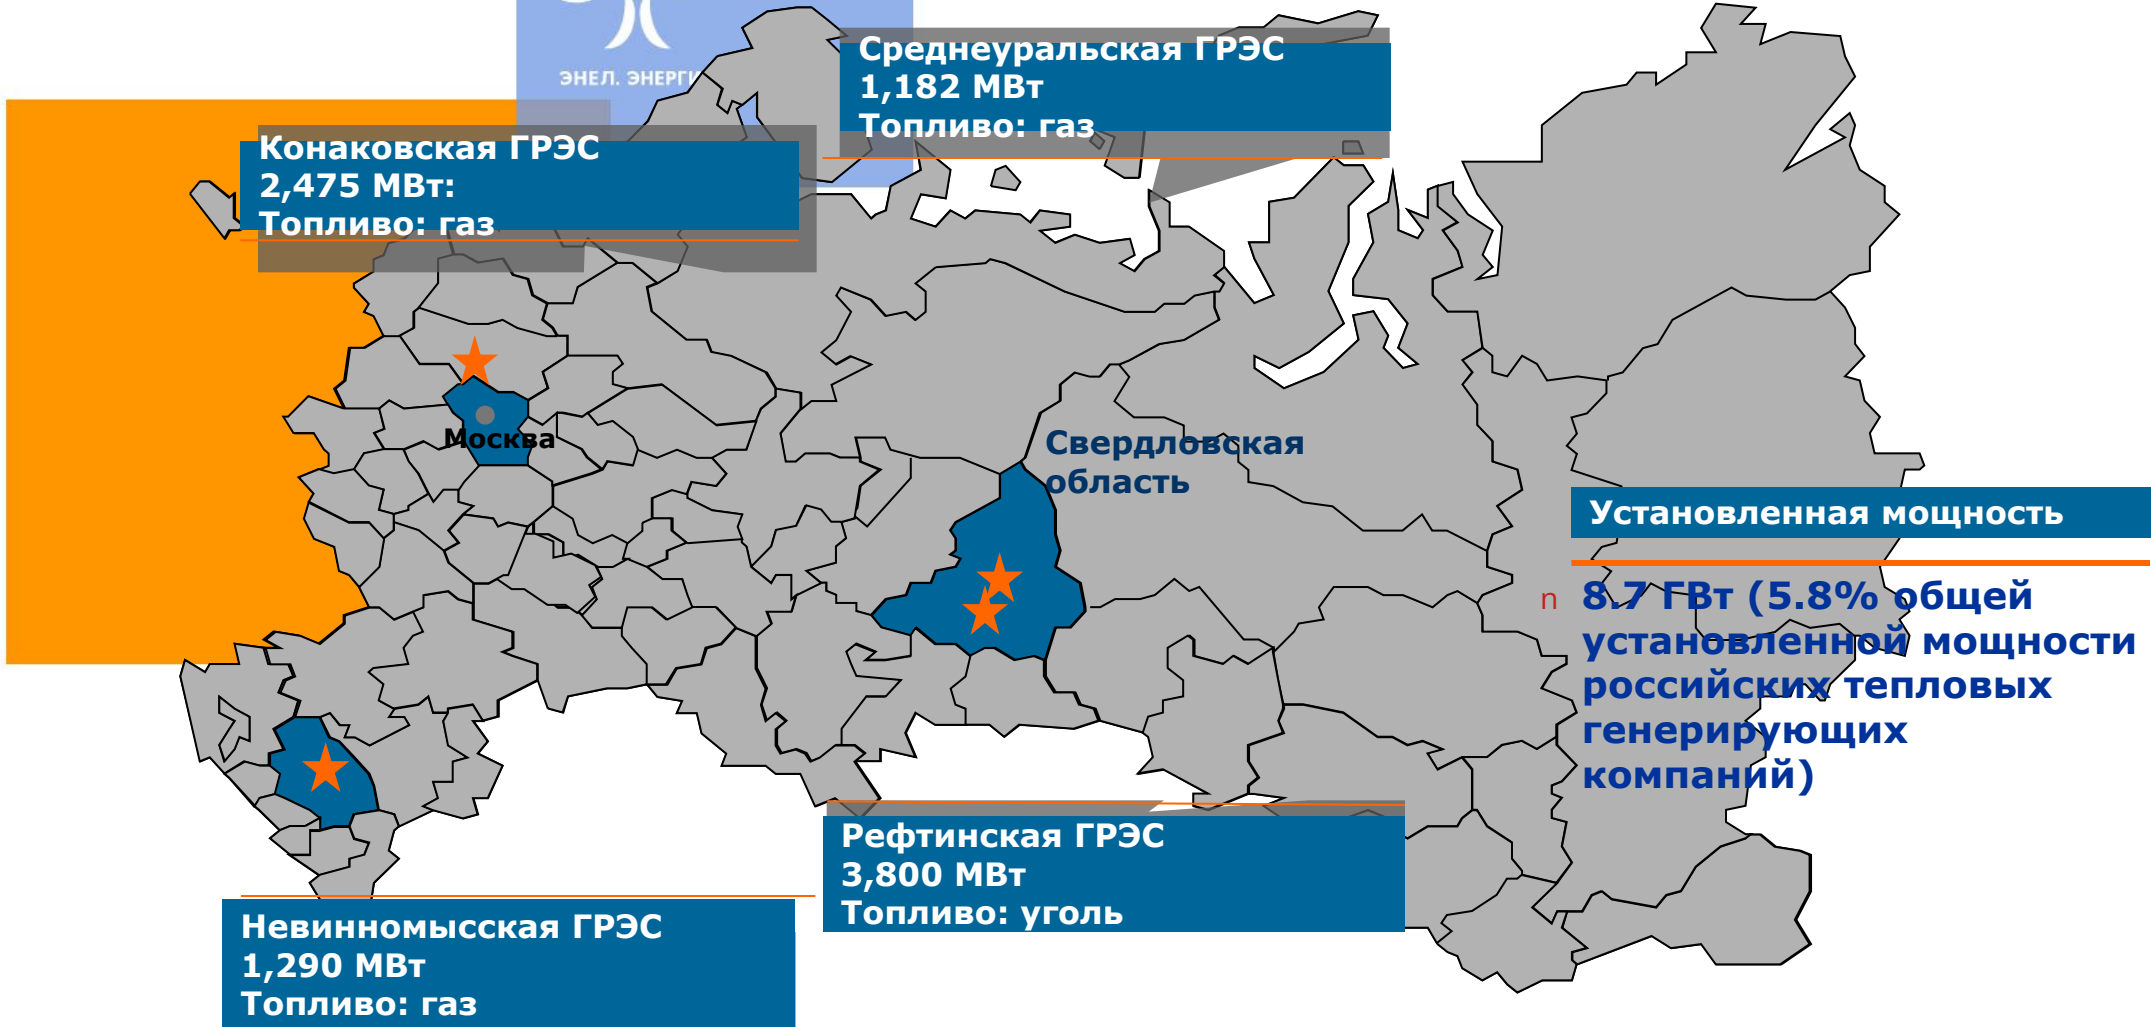 ЭНЕЛ.
Среднеуральская ГРЭС
1,182 МВт
Топливо: газ
Конаковская ГРЭС
2,475 МВт:
Топливо: газ
Москва
Свердловская
область
Установленная мощность
n 8.7 ГВт (5.8% общей
установленной мощности
российских тепловых
генерирующих
компаний)
Рефтинская ГРЭС
3,800 МВт
Топливо: уголь
Невинномысская ГРЭС
1,290 МВт
Топливо: газ